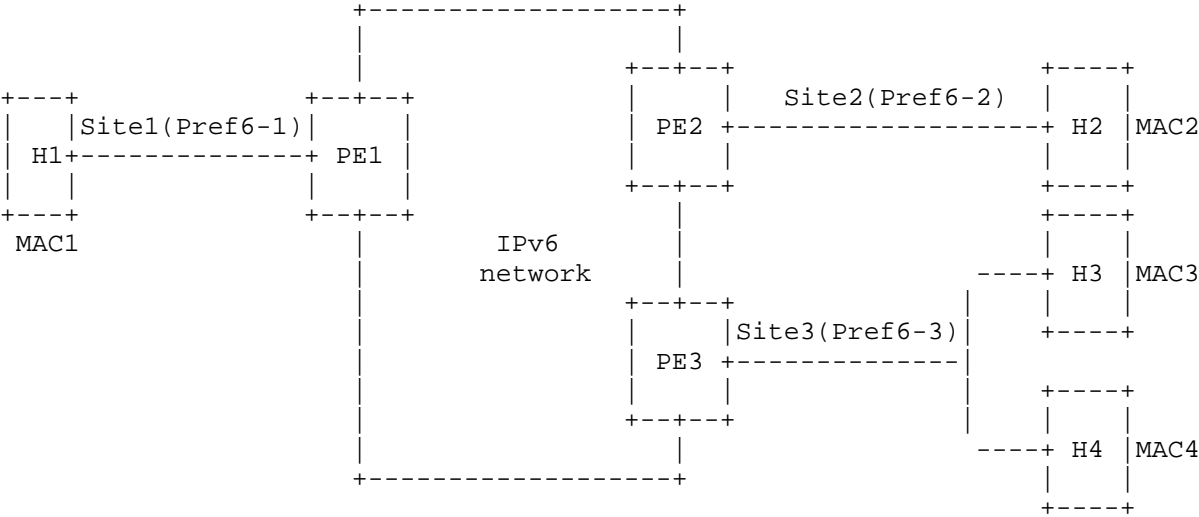 Site2(Pref6-2)
Site1(Pref6-1)
PE2
H2
MAC2
H1
PE1
MAC1
IPv6
network
H3
MAC3
Site3(Pref6-3)
PE3
H4
MAC4